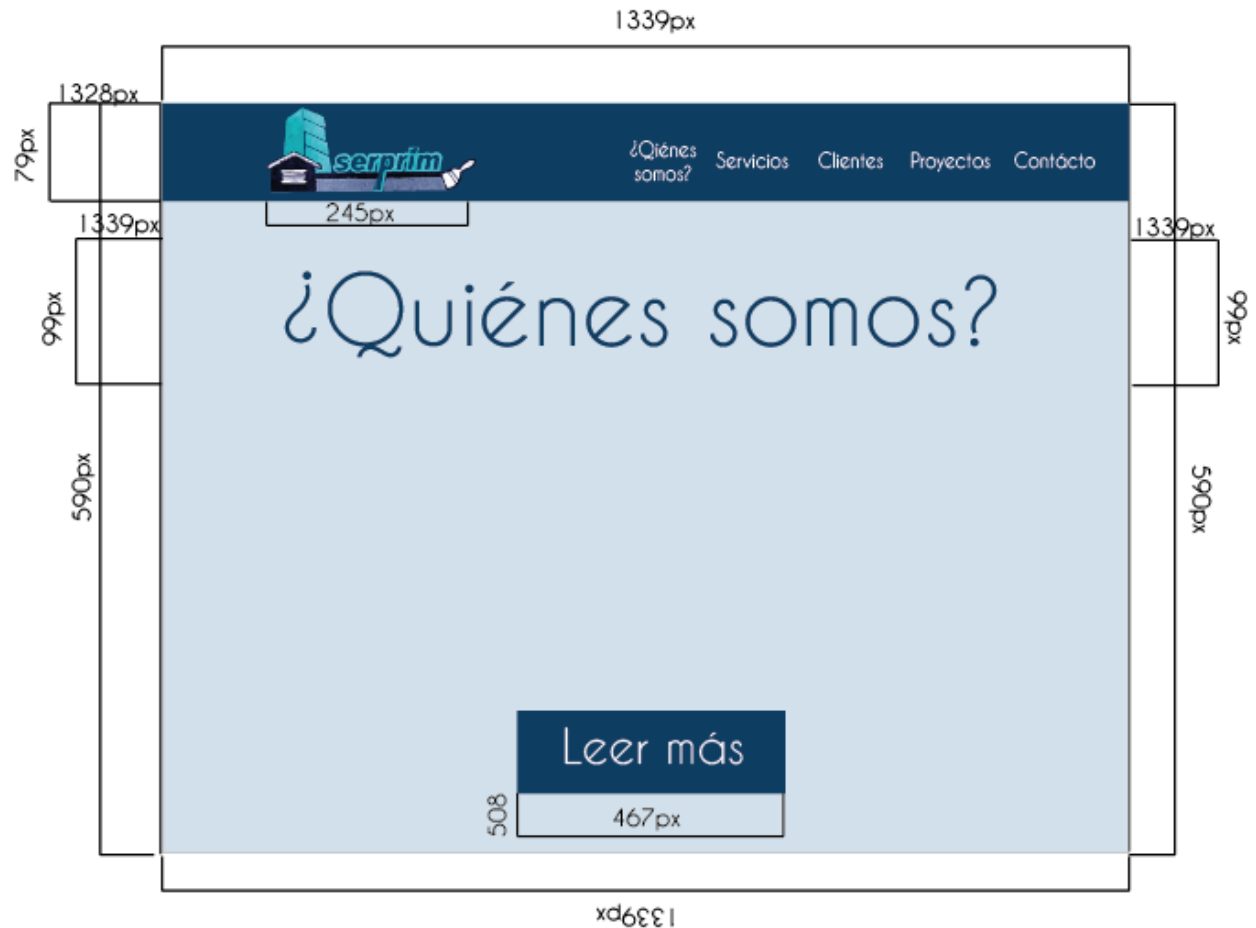 1339px
1328px
79px
serprim
¿Qiénes
somos?
Servicios
Clientes
Proyectos
Contácto
245px
1339px
1339px
99px
99px
¿Quiénes somos?
590px
590px
Leer más
508
467px
1339px